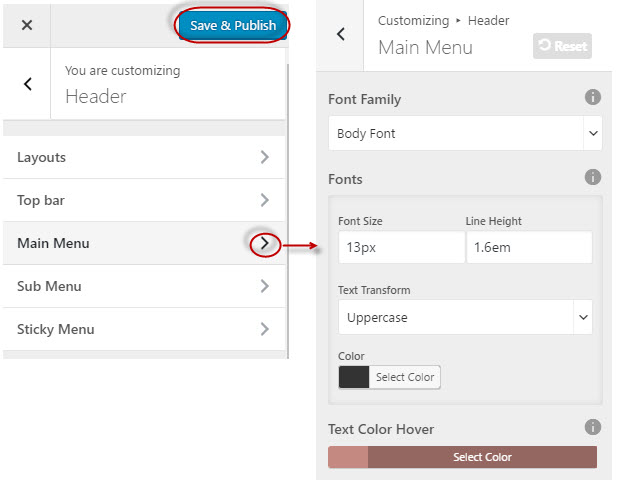 Save & Publish
You are customizing
Header
Layouts
Top bar
Main Menu
Sub Menu
Sticky Menu
Customizing ▸ Header
Main Menu
Reset
Font Family
Body Font
Fonts
Font Size Line Height
13px 1.6em
Text Transform
Uppercase
Color
Select Color
Text Color Hover
Select Color